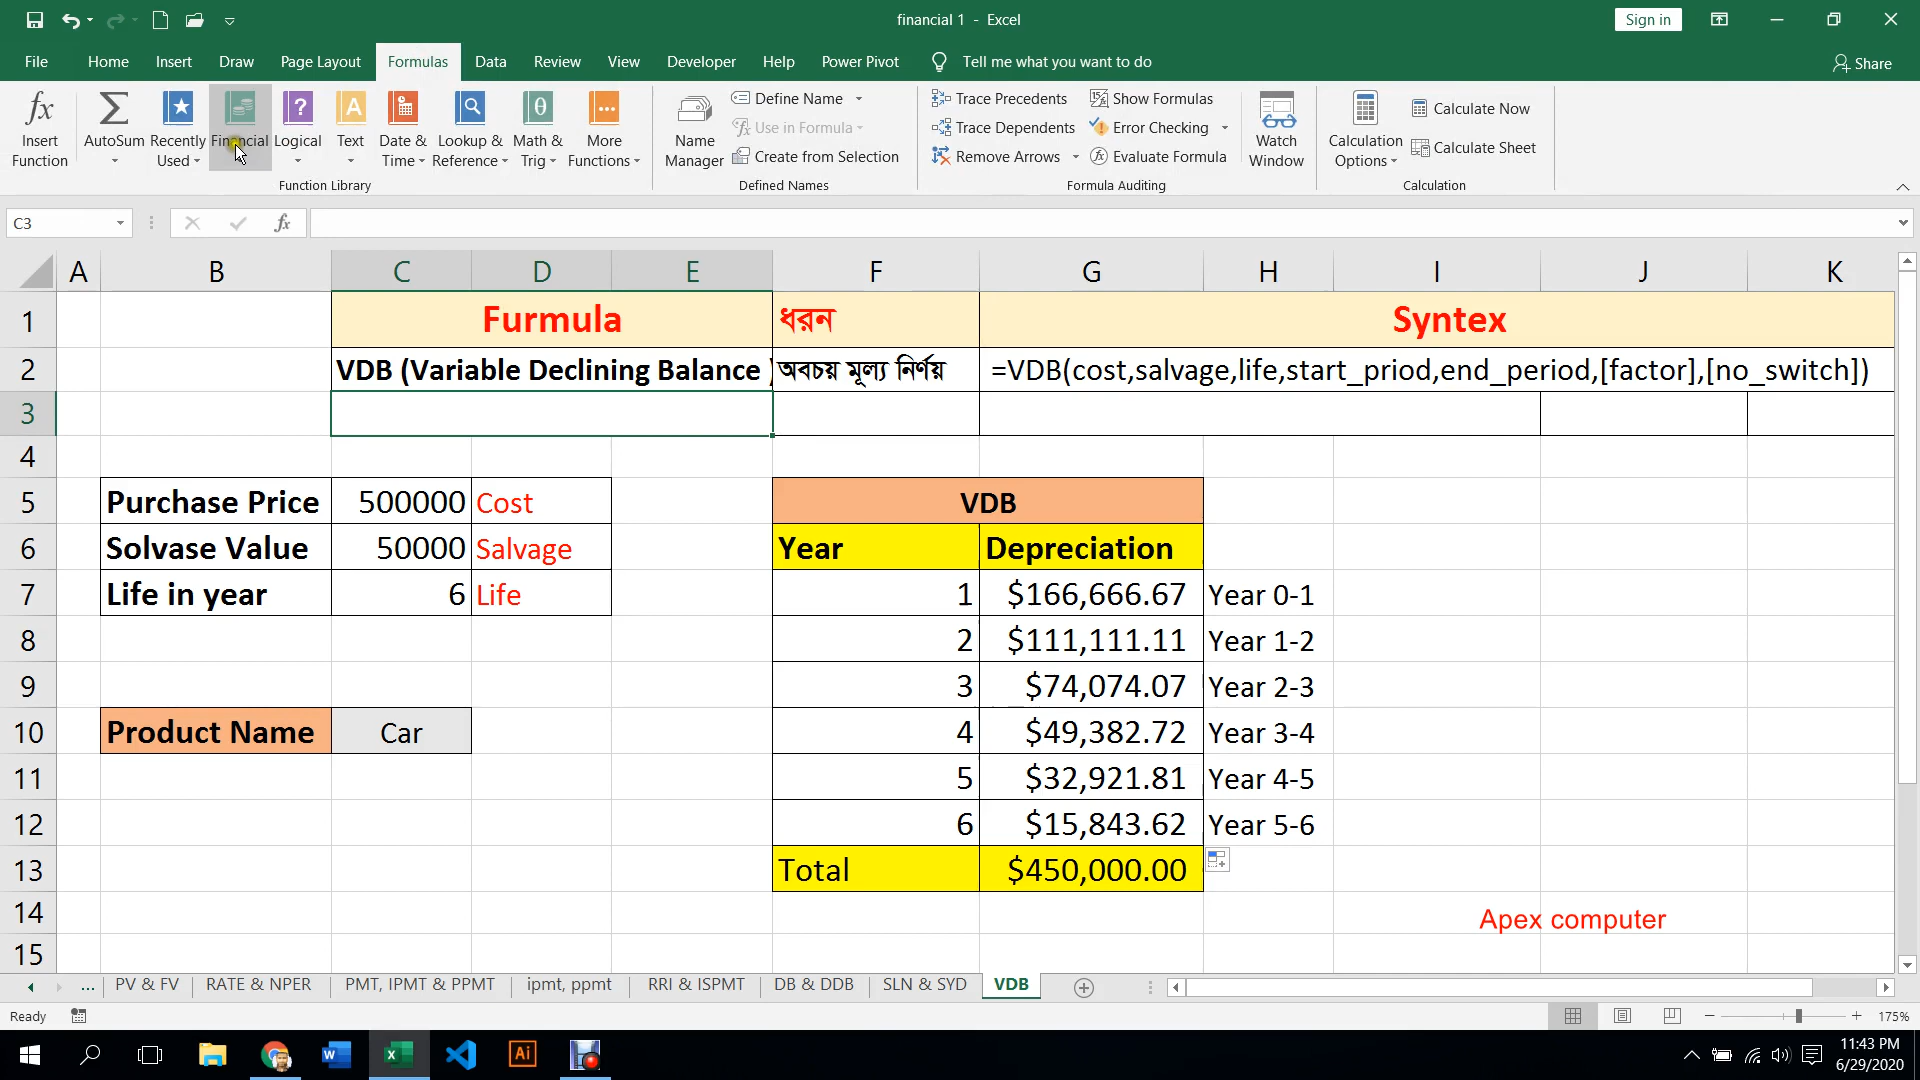 financial 1 - Excel
Sign in
File Home Insert Draw Page Layout Formulas Data Review View Developer Help Power Pivot Tell me what you want to do Share
Insert Function
AutoSum
Recently Used
Financial
Logical
Text
Date & Time
Lookup & Reference
Math & Trig
More Functions
Function Library
Name Manager
Define Name
Use in Formula
Create from Selection
Defined Names
Trace Precedents
Trace Dependents
Remove Arrows
Show Formulas
Error Checking
Evaluate Formula
Formula Auditing
Watch Window
Calculation Options
Calculate Now
Calculate Sheet
Calculation
C3
fx
A B C D E F G H I J K
1 Furmula ধরন Syntex
2 VDB (Variable Declining Balance ) অবচয় মূল্য নির্ণয় =VDB(cost,salvage,life,start_priod,end_period,[factor],[no_switch])
3
4
5 Purchase Price 500000 Cost VDB
6 Solvase Value 50000 Salvage Year Depreciation
7 Life in year 6 Life 1 $166,666.67 Year 0-1
8 2 $111,111.11 Year 1-2
9 3 $74,074.07 Year 2-3
10 Product Name Car 4 $49,382.72 Year 3-4
11 5 $32,921.81 Year 4-5
12 6 $15,843.62 Year 5-6
13 Total $450,000.00
14 Apex computer
15
... PV & FV RATE & NPER PMT, IPMT & PPMT ipmt, ppmt RRI & ISPMT DB & DDB SLN & SYD VDB
Ready 175%
11:43 PM
6/29/2020